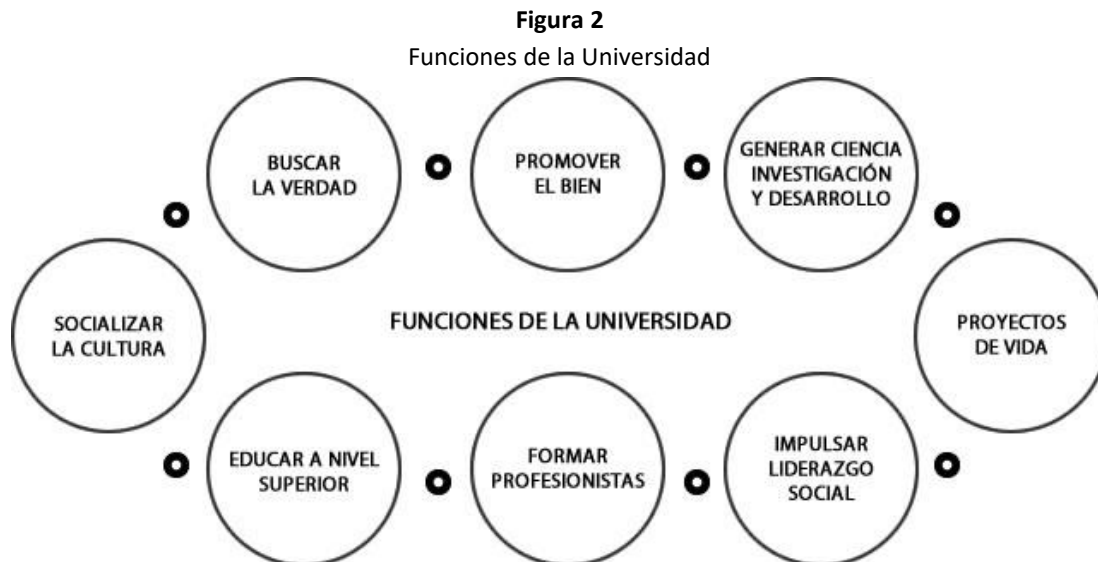 Figura 2
Funciones de la Universidad
BUSCAR
LA VERDAD
PROMOVER
EL BIEN
GENERAR CIENCIA
INVESTIGACIÓN
Y DESARROLLO
SOCIALIZAR
LA CULTURA
FUNCIONES DE LA UNIVERSIDAD
PROYECTOS
DE VIDA
EDUCAR A NIVEL
SUPERIOR
FORMAR
PROFESIONISTAS
IMPULSAR
LIDERAZGO
SOCIAL